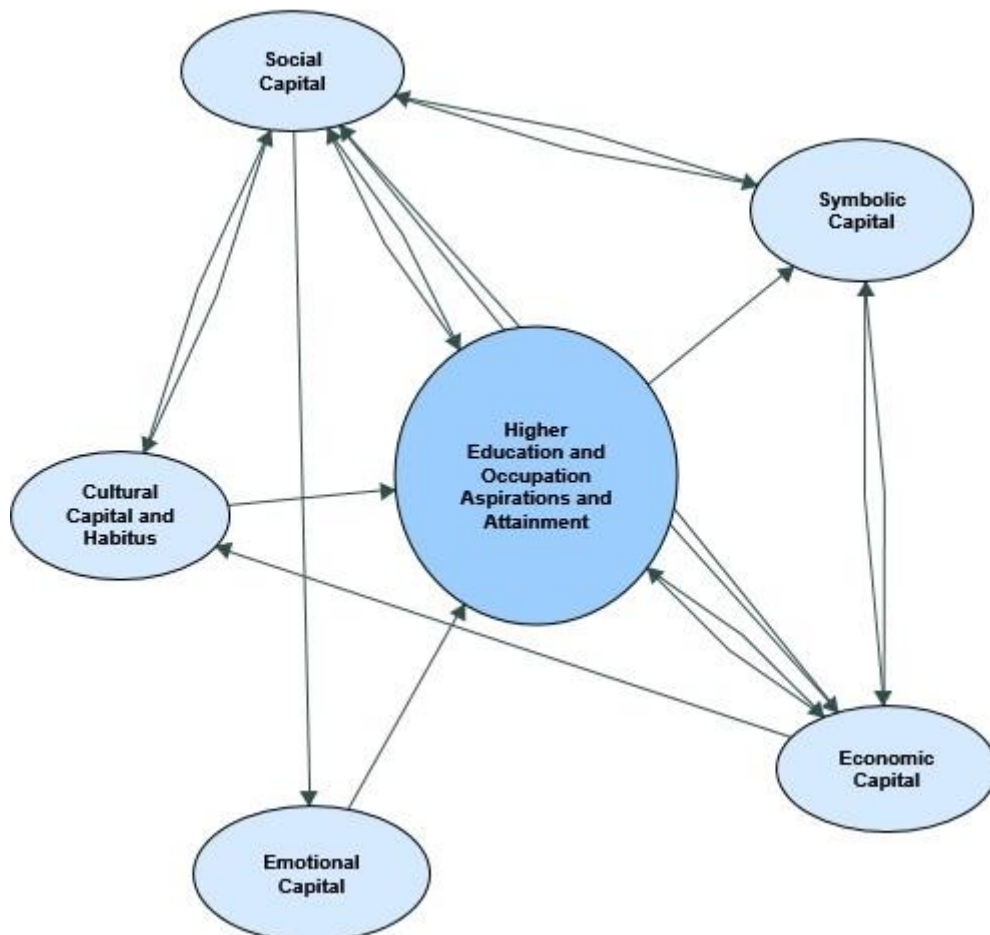 Social
Capital
Symbolic
Capital
Higher
Education and
Occupation
Aspirations and
Attainment
Cultural
Capital and
Habitus
Economic
Capital
Emotional
Capital